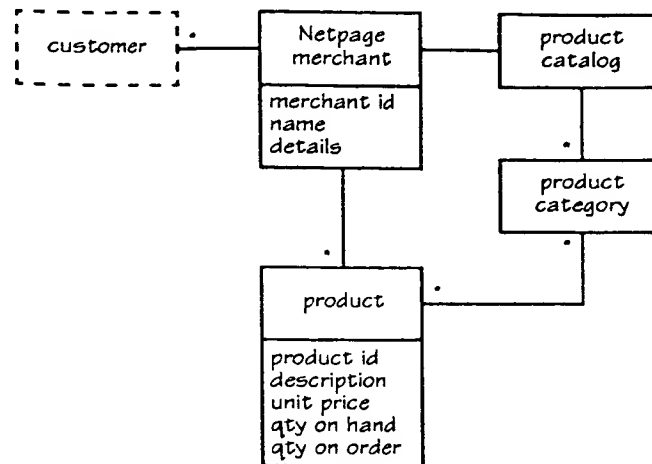 customer
Netpage
merchant
merchant id
name
details
product
catalog
product
category
product
product id
description
unit price
qty on hand
qty on order